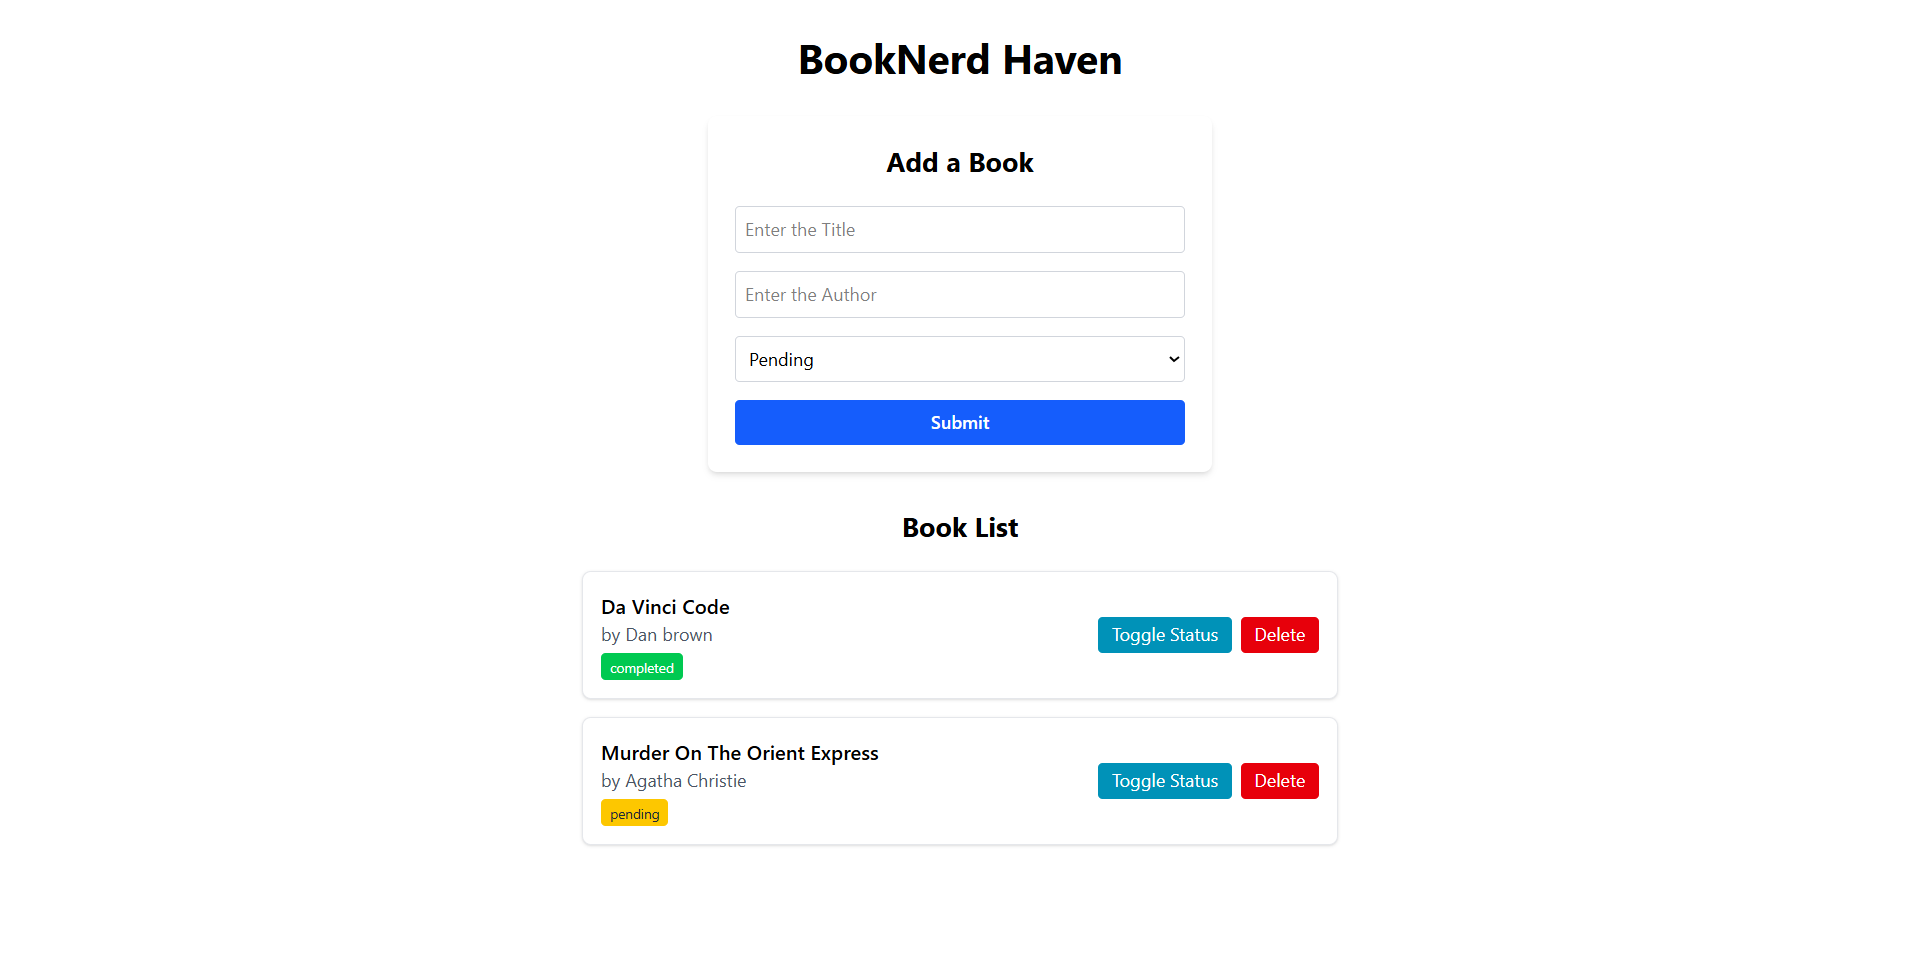 BookNerd Haven
Add a Book
Enter the Title
Enter the Author
Pending
Submit
Book List
Da Vinci Code
by Dan brown
completed
Toggle Status Delete
Murder On The Orient Express
by Agatha Christie
pending
Toggle Status Delete